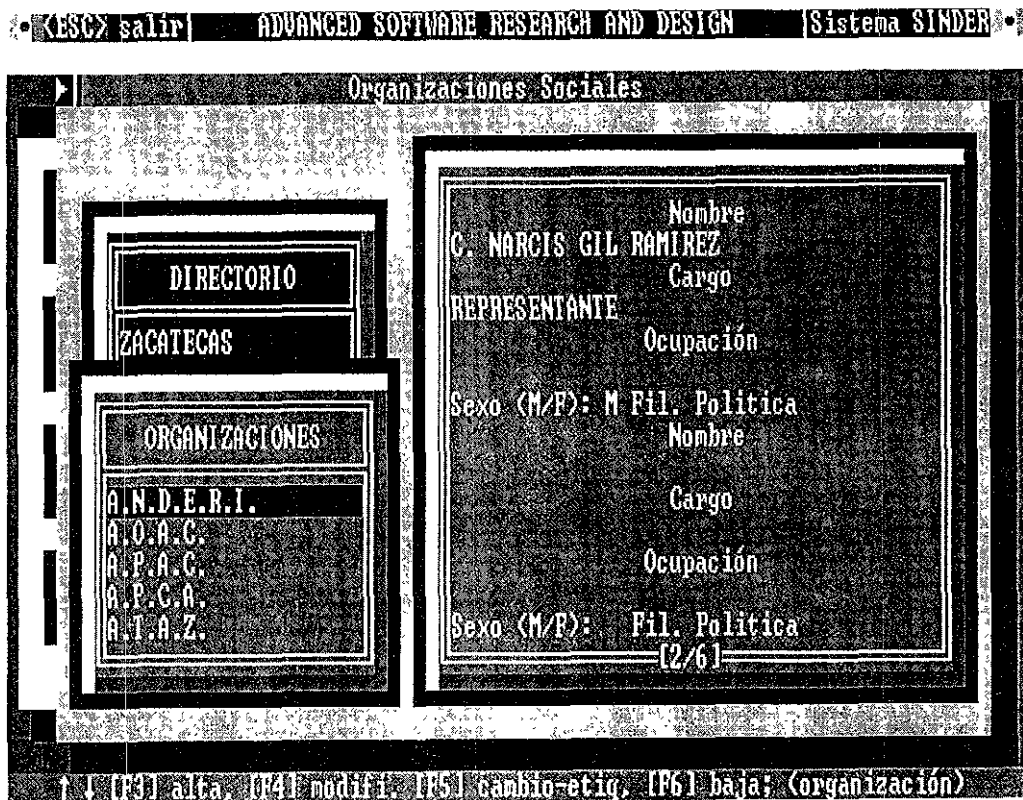 <ESC> salir| ADVANCED SOFTWARE RESEARCH AND DESIGN |Sistema SINDER
Organizaciones Sociales
DIRECTORIO
ZACATECAS
ORGANIZACIONES
A.N.D.E.R.I.
A.O.A.C.
A.P.A.C.
A.P.C.A.
A.T.A.Z.
Nombre
C. NARCIS GIL RAMIREZ
Cargo
REPRESENTANTE
Ocupación
Sexo (M/F): M Fil. Politica
Nombre
Cargo
Ocupación
Sexo (M/F): Fil. Politica
[2/6]
↑ ↓ [F3] alta, [F4] modifi, [F5] cambio-etiq, [F6] baja; (organización)